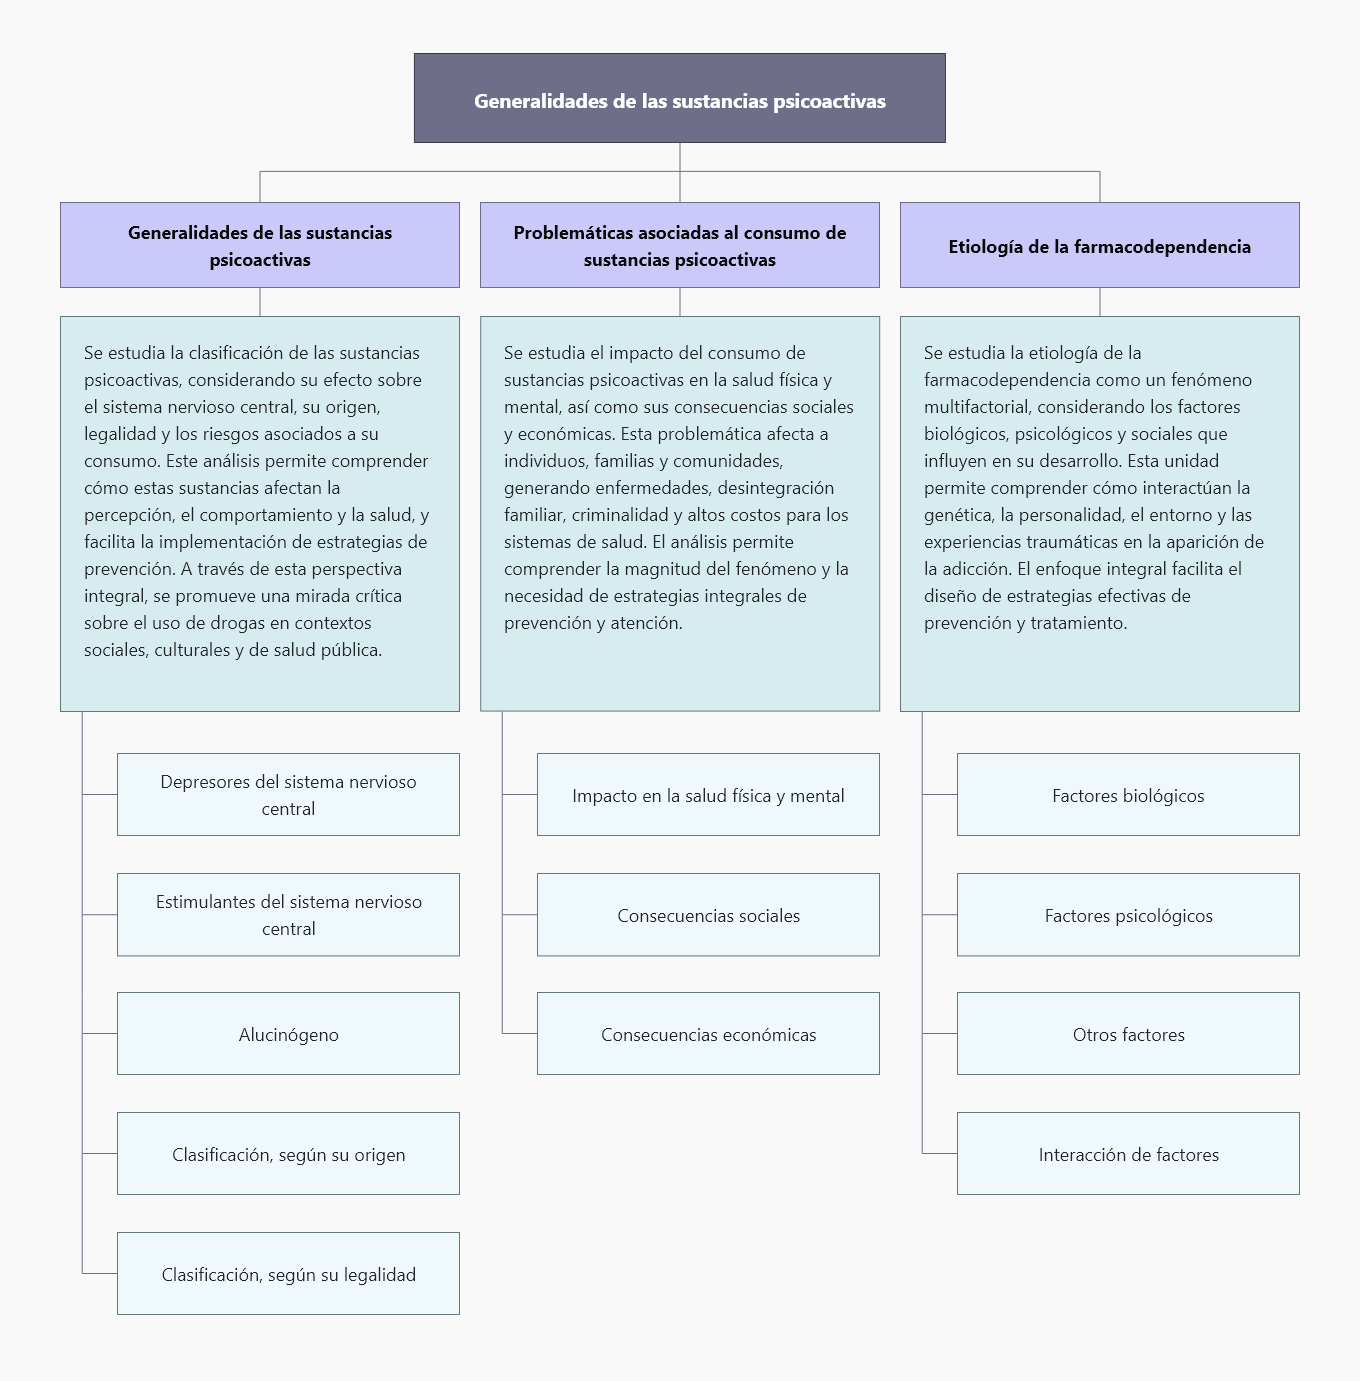 Generalidades de las sustancias psicoactivas
Generalidades de las sustancias
psicoactivas
Se estudia la clasificación de las sustancias
psicoactivas, considerando su efecto sobre
el sistema nervioso central, su origen,
legalidad y los riesgos asociados a su
consumo. Este análisis permite comprender
cómo estas sustancias afectan la
percepción, el comportamiento y la salud, y
facilita la implementación de estrategias de
prevención. A través de esta perspectiva
integral, se promueve una mirada crítica
sobre el uso de drogas en contextos
sociales, culturales y de salud pública.
Depresores del sistema nervioso
central
Estimulantes del sistema nervioso
central
Alucinógeno
Clasificación, según su origen
Clasificación, según su legalidad
Problemáticas asociadas al consumo de
sustancias psicoactivas
Se estudia el impacto del consumo de
sustancias psicoactivas en la salud física y
mental, así como sus consecuencias sociales
y económicas. Esta problemática afecta a
individuos, familias y comunidades,
generando enfermedades, desintegración
familiar, criminalidad y altos costos para los
sistemas de salud. El análisis permite
comprender la magnitud del fenómeno y la
necesidad de estrategias integrales de
prevención y atención.
Impacto en la salud física y mental
Consecuencias sociales
Consecuencias económicas
Etiología de la farmacodependencia
Se estudia la etiología de la
farmacodependencia como un fenómeno
multifactorial, considerando los factores
biológicos, psicológicos y sociales que
influyen en su desarrollo. Esta unidad
permite comprender cómo interactúan la
genética, la personalidad, el entorno y las
experiencias traumáticas en la aparición de
la adicción. El enfoque integral facilita el
diseño de estrategias efectivas de
prevención y tratamiento.
Factores biológicos
Factores psicológicos
Otros factores
Interacción de factores